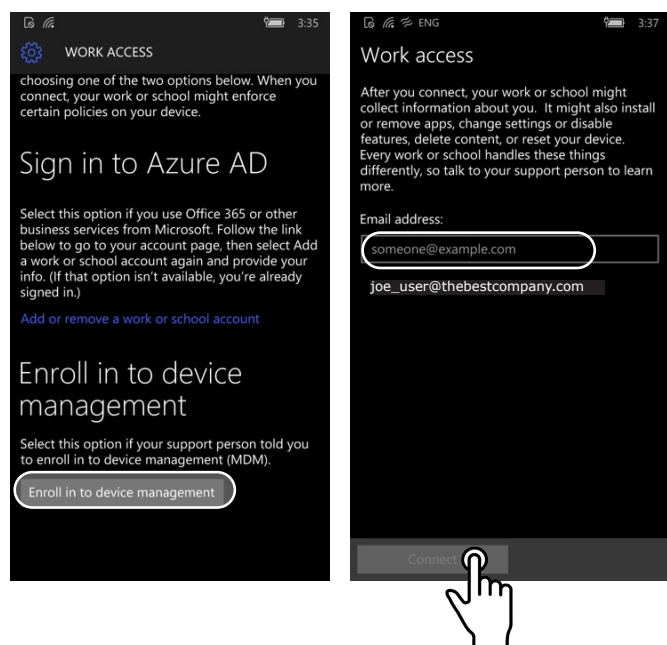 3:35
WORK ACCESS
choosing one of the two options below. When you
connect, your work or school might enforce
certain policies on your device.
Sign in to Azure AD
Select this option if you use Office 365 or other
business services from Microsoft. Follow the link
below to go to your account page, then select Add
a work or school account again and provide your
info. (If that option isn't available, you're already
signed in.)
Add or remove a work or school account
Enroll in to device
management
Select this option if your support person told you
to enroll in to device management (MDM).
Enroll in to device management
ENG 3:37
Work access
After you connect, your work or school might
collect information about you. It might also install
or remove apps, change settings or disable
features, delete content, or reset your device.
Every work or school handles these things
differently, so talk to your support person to learn
more.
Email address:
someone@example.com
joe_user@thebestcompany.com
Connect